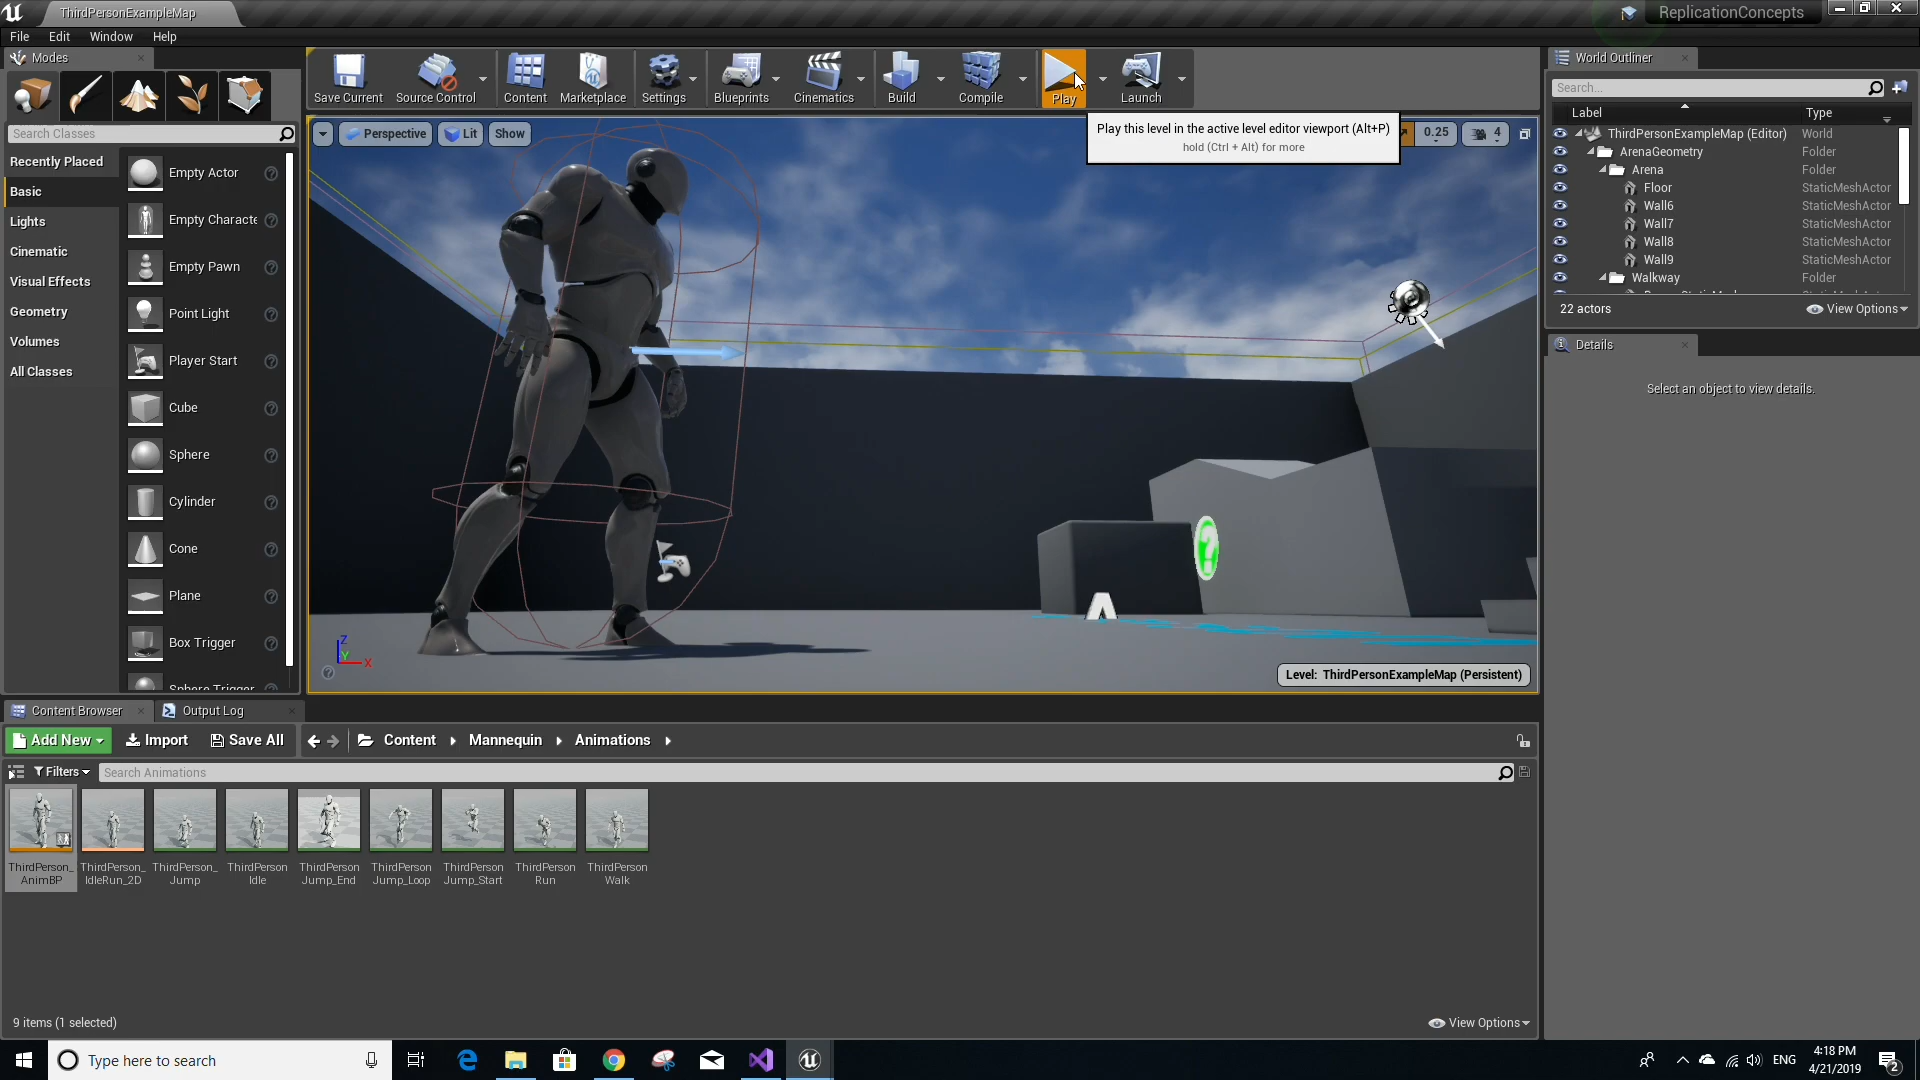 ThirdPersonExampleMap
ReplicationConcepts
File Edit Window Help
Modes
Search Classes
Recently Placed
Basic
Lights
Cinematic
Visual Effects
Geometry
Volumes
All Classes
Empty Actor
Empty Characte
Empty Pawn
Point Light
Player Start
Cube
Sphere
Cylinder
Cone
Plane
Box Trigger
Sphere Trigger
Save Current
Source Control
Content
Marketplace
Settings
Blueprints
Cinematics
Build
Compile
Play
Launch
Perspective
Lit
Show
0.25
4
Play this level in the active level editor viewport (Alt+P)
hold (Ctrl + Alt) for more
Z
Y
X
Level: ThirdPersonExampleMap (Persistent)
World Outliner
Search...
Label Type
ThirdPersonExampleMap (Editor) World
ArenaGeometry Folder
Arena Folder
Floor StaticMeshActor
Wall6 StaticMeshActor
Wall7 StaticMeshActor
Wall8 StaticMeshActor
Wall9 StaticMeshActor
Walkway Folder
22 actors
View Options
Details
Select an object to view details.
Content Browser
Output Log
Add New
Import
Save All
Content
Mannequin
Animations
Filters
Search Animations
ThirdPerson_
AnimBP
ThirdPerson_
IdleRun_2D
ThirdPerson_
Jump
ThirdPerson
Idle
ThirdPerson
Jump_End
ThirdPerson
Jump_Loop
ThirdPerson
Jump_Start
ThirdPerson
Run
ThirdPerson
Walk
9 items (1 selected)
View Options
Type here to search
ENG
4:18 PM
4/21/2019
2